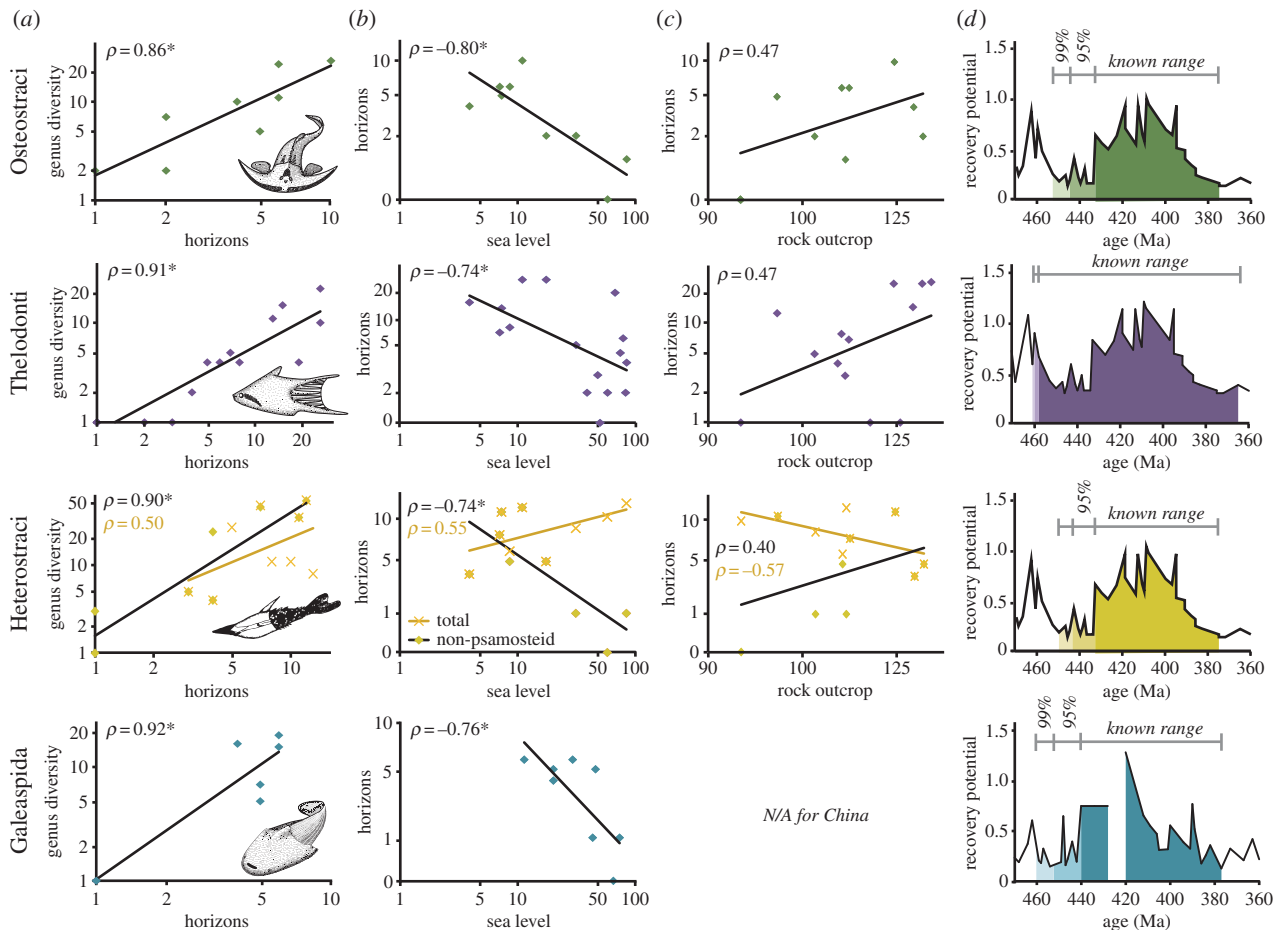 (a)
(b)
(c)
(d)
Osteostraci
genus diversity
20
10
5
2
1
ρ = 0.86*
1
2
5
10
horizons
horizons
10
5
2
0
ρ = –0.80*
1
5
10
50
100
sea level
horizons
10
5
2
0
ρ = 0.47
90
100
125
rock outcrop
recovery potential
1.5
1.0
0.5
0
99%
95%
known range
460
440
420
400
380
360
age (Ma)
Thelodonti
genus diversity
20
10
5
2
1
ρ = 0.91*
1
2
5
10
20
horizons
horizons
20
10
5
2
1
0
ρ = –0.74*
1
5
10
50
100
sea level
horizons
20
10
5
2
1
0
ρ = 0.47
90
100
125
rock outcrop
recovery potential
1.5
1.0
0.5
0
known range
460
440
420
400
380
360
age (Ma)
Heterostraci
genus diversity
50
20
10
5
2
1
ρ = 0.90*
ρ = 0.50
1
2
5
10
horizons
horizons
10
5
1
0
ρ = –0.74*
ρ = 0.55
total
non-psamosteid
1
5
10
50
100
sea level
horizons
10
5
1
0
ρ = 0.40
ρ = –0.57
90
100
125
rock outcrop
recovery potential
1.5
1.0
0.5
0
95%
known range
460
440
420
400
380
360
age (Ma)
Galeaspida
genus diversity
20
10
5
2
1
ρ = 0.92*
1
2
5
10
horizons
horizons
10
5
1
0
ρ = –0.76*
1
5
10
50
100
sea level
N/A for China
recovery potential
1.5
1.0
0.5
0
99%
95%
known range
460
440
420
400
380
360
age (Ma)